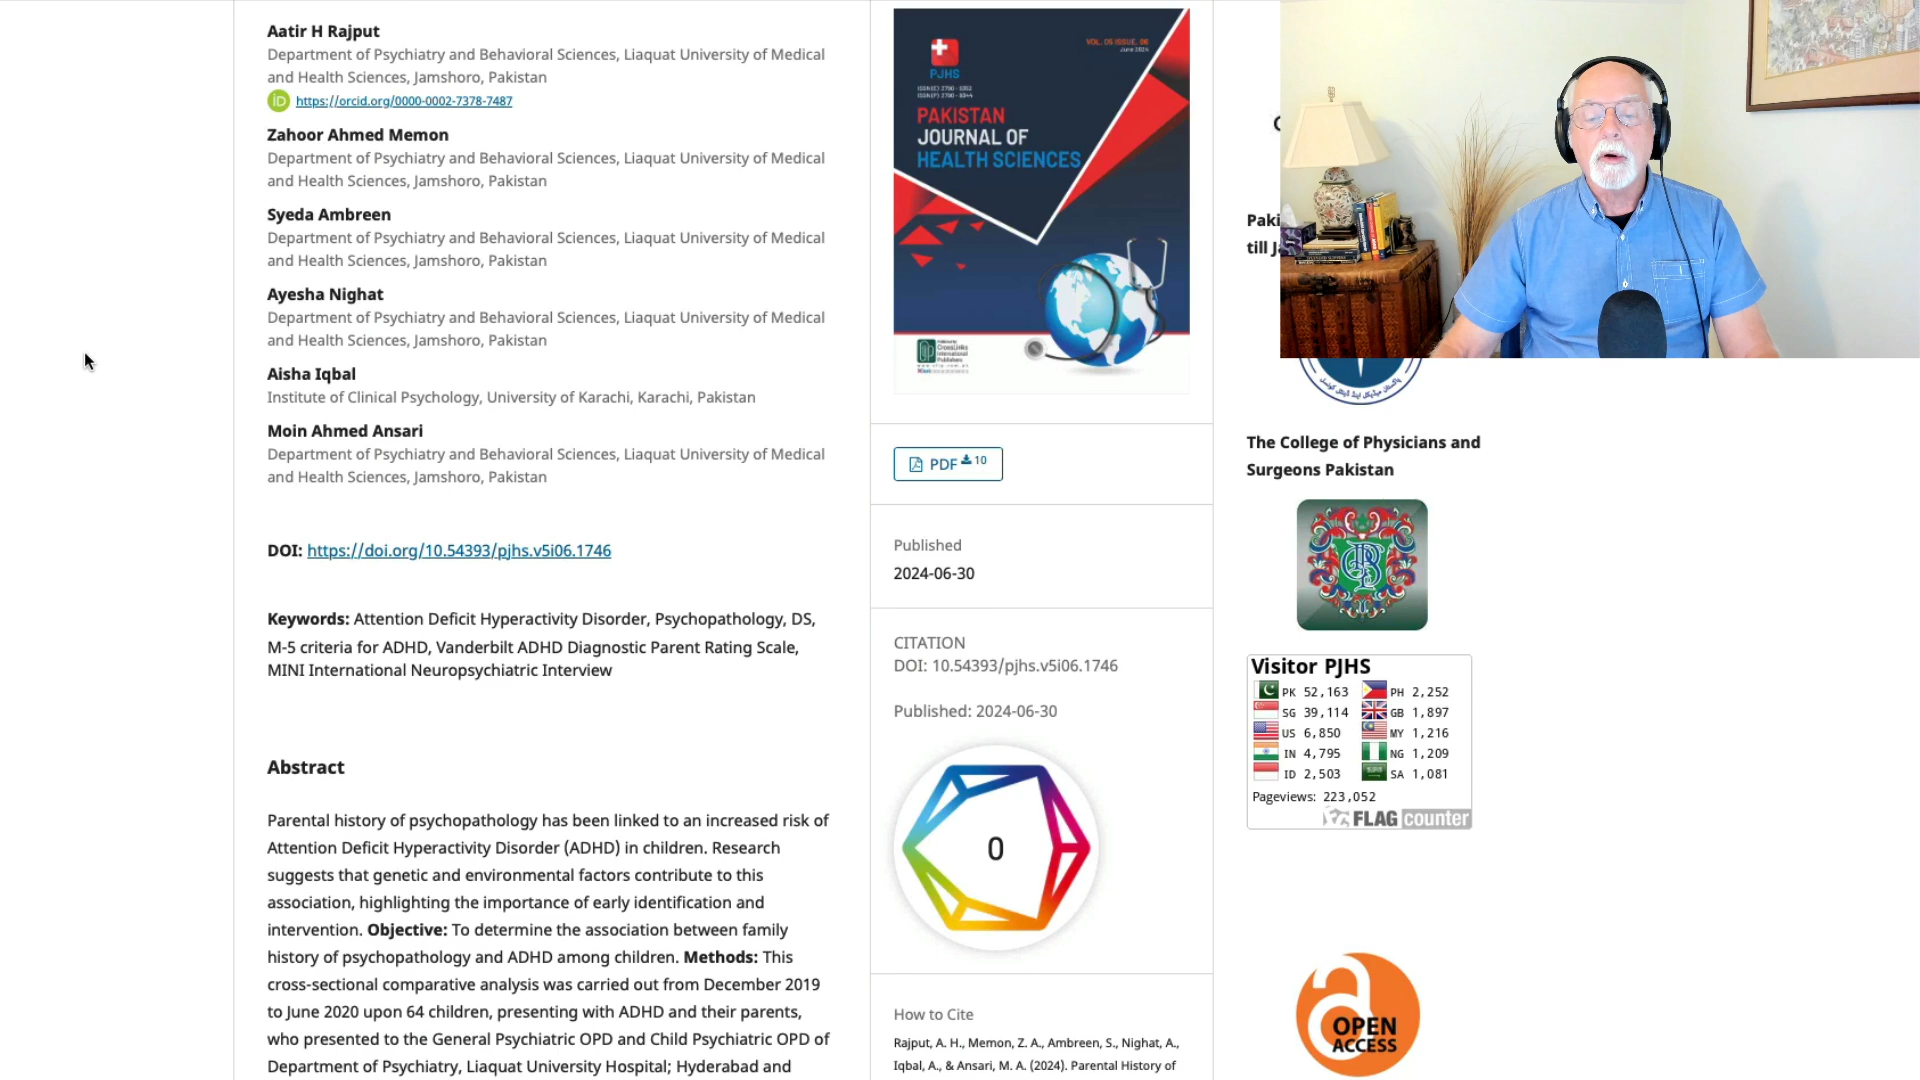 Aatir H Rajput
Department of Psychiatry and Behavioral Sciences, Liaquat University of Medical
and Health Sciences, Jamshoro, Pakistan
iD https://orcid.org/0000-0002-7378-7487
Zahoor Ahmed Memon
Department of Psychiatry and Behavioral Sciences, Liaquat University of Medical
and Health Sciences, Jamshoro, Pakistan
Syeda Ambreen
Department of Psychiatry and Behavioral Sciences, Liaquat University of Medical
and Health Sciences, Jamshoro, Pakistan
Ayesha Nighat
Department of Psychiatry and Behavioral Sciences, Liaquat University of Medical
and Health Sciences, Jamshoro, Pakistan
Aisha Iqbal
Institute of Clinical Psychology, University of Karachi, Karachi, Pakistan
Moin Ahmed Ansari
Department of Psychiatry and Behavioral Sciences, Liaquat University of Medical
and Health Sciences, Jamshoro, Pakistan
DOI: https://doi.org/10.54393/pjhs.v5i06.1746
Keywords: Attention Deficit Hyperactivity Disorder, Psychopathology, DS,
M-5 criteria for ADHD, Vanderbilt ADHD Diagnostic Parent Rating Scale,
MINI International Neuropsychiatric Interview
Abstract
Parental history of psychopathology has been linked to an increased risk of
Attention Deficit Hyperactivity Disorder (ADHD) in children. Research
suggests that genetic and environmental factors contribute to this
association, highlighting the importance of early identification and
intervention. Objective: To determine the association between family
history of psychopathology and ADHD among children. Methods: This
cross-sectional comparative analysis was carried out from December 2019
to June 2020 upon 64 children, presenting with ADHD and their parents,
who presented to the General Psychiatric OPD and Child Psychiatric OPD of
Department of Psychiatry, Liaquat University Hospital; Hyderabad and
PJHS
VOL. 05 ISSUE. 06
June 2024
PAKISTAN
JOURNAL OF
HEALTH SCIENCES
CrossLinks
International
Publishers
PDF 10
Published
2024-06-30
CITATION
DOI: 10.54393/pjhs.v5i06.1746
Published: 2024-06-30
0
How to Cite
Rajput, A. H., Memon, Z. A., Ambreen, S., Nighat, A.,
Iqbal, A., & Ansari, M. A. (2024). Parental History of
Paki
till J
The College of Physicians and
Surgeons Pakistan
Visitor PJHS
PK 52,163 PH 2,252
SG 39,114 GB 1,897
US 6,850 MY 1,216
IN 4,795 NG 1,209
ID 2,503 SA 1,081
Pageviews: 223,052
FLAG counter
OPEN
ACCESS